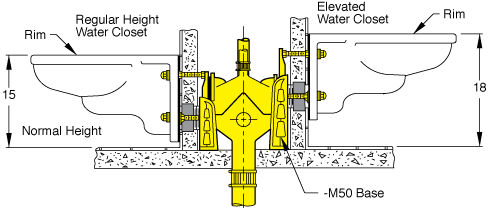 Regular Height
Water Closet
Rim
Elevated
Water Closet
Rim
15
18
Normal Height
-M50 Base